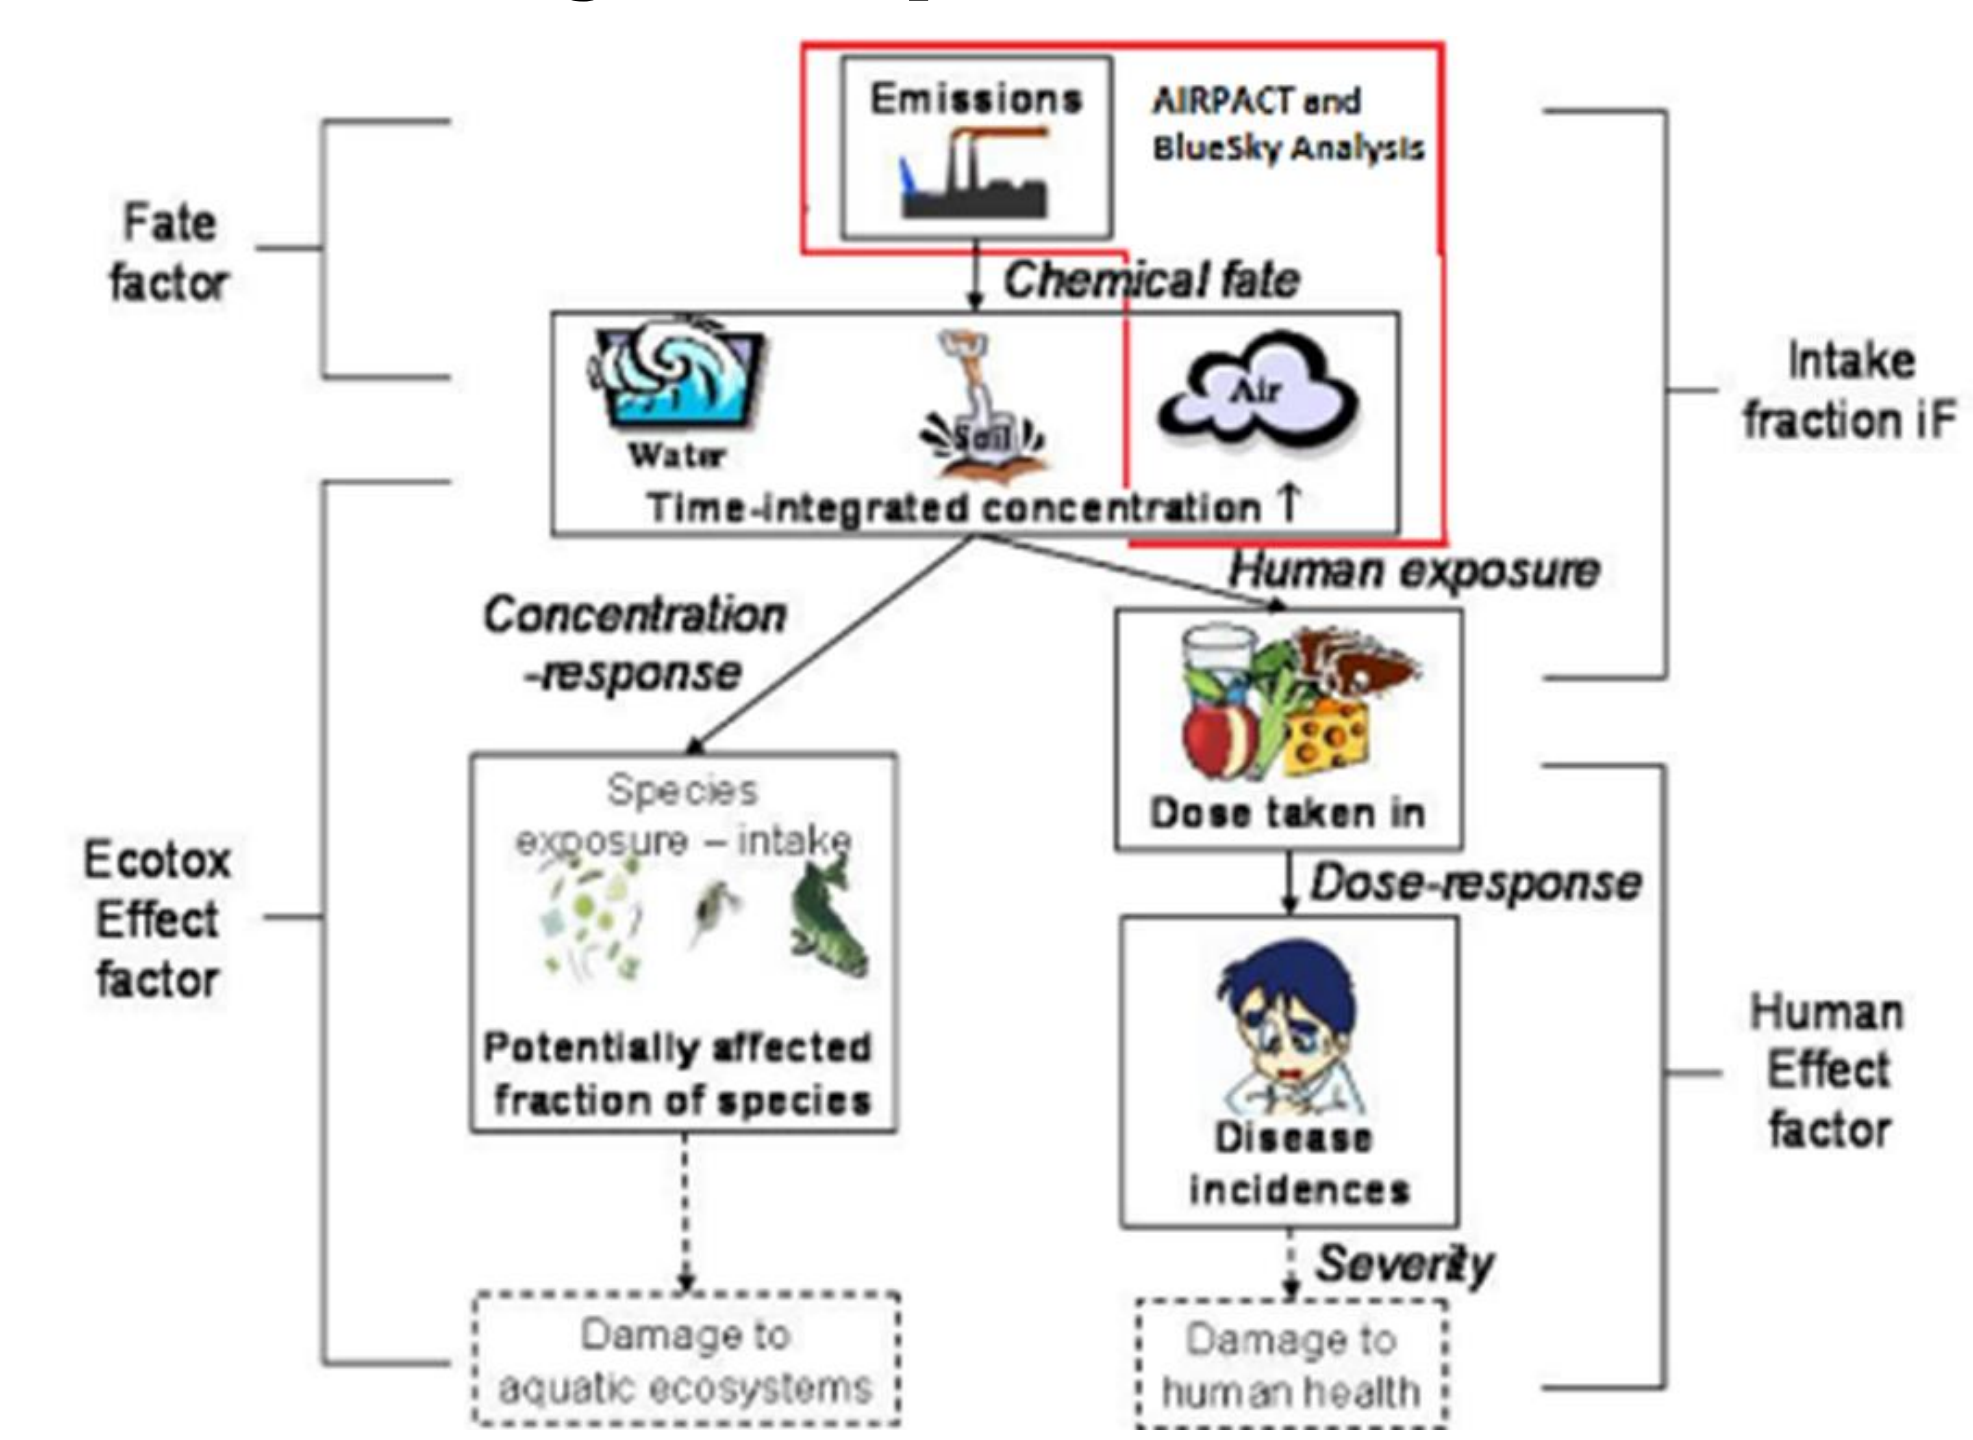 Emissions
AIRPACT and
BlueSky Analysis
Fate
factor
Chemical fate
Intake
fraction iF
Water
Soil
Air
Time-integrated concentration ↑
Human exposure
Concentration
-response
Dose taken in
Species
exposure – intake
Dose-response
Ecotox
Effect
factor
Potentially affected
fraction of species
Human
Effect
factor
Disease
incidences
Severity
Damage to
aquatic ecosystems
Damage to
human health